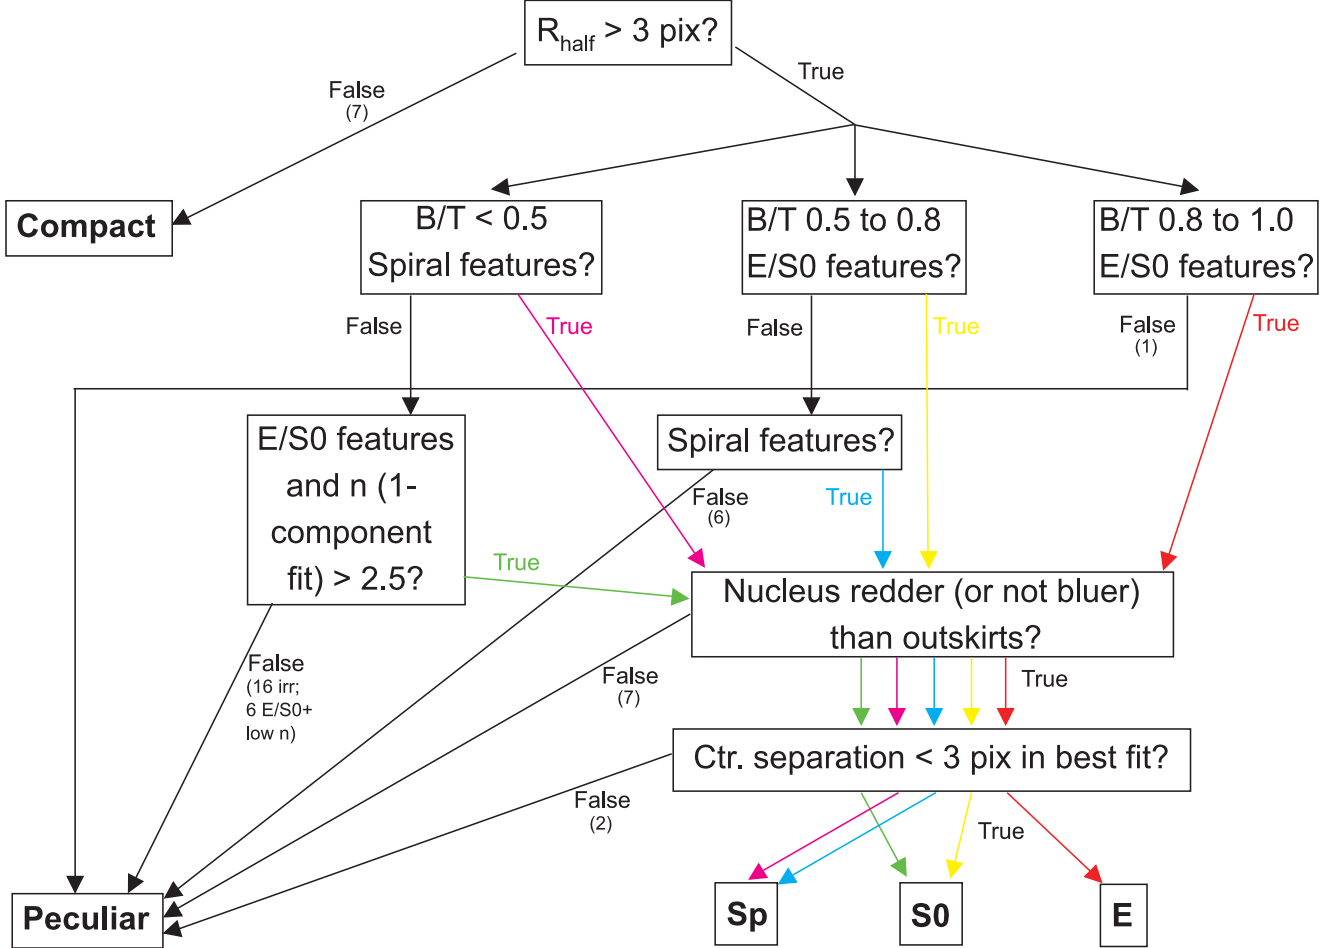 R_half > 3 pix?
False
(7)
True
Compact
B/T < 0.5
Spiral features?
B/T 0.5 to 0.8
E/S0 features?
B/T 0.8 to 1.0
E/S0 features?
False
True
False
True
False
(1)
True
E/S0 features
and n (1-
component
fit) > 2.5?
Spiral features?
False
(6)
True
True
Nucleus redder (or not bluer)
than outskirts?
False
(16 irr;
6 E/S0+
low n)
False
(7)
True
Ctr. separation < 3 pix in best fit?
False
(2)
True
Peculiar
Sp
S0
E